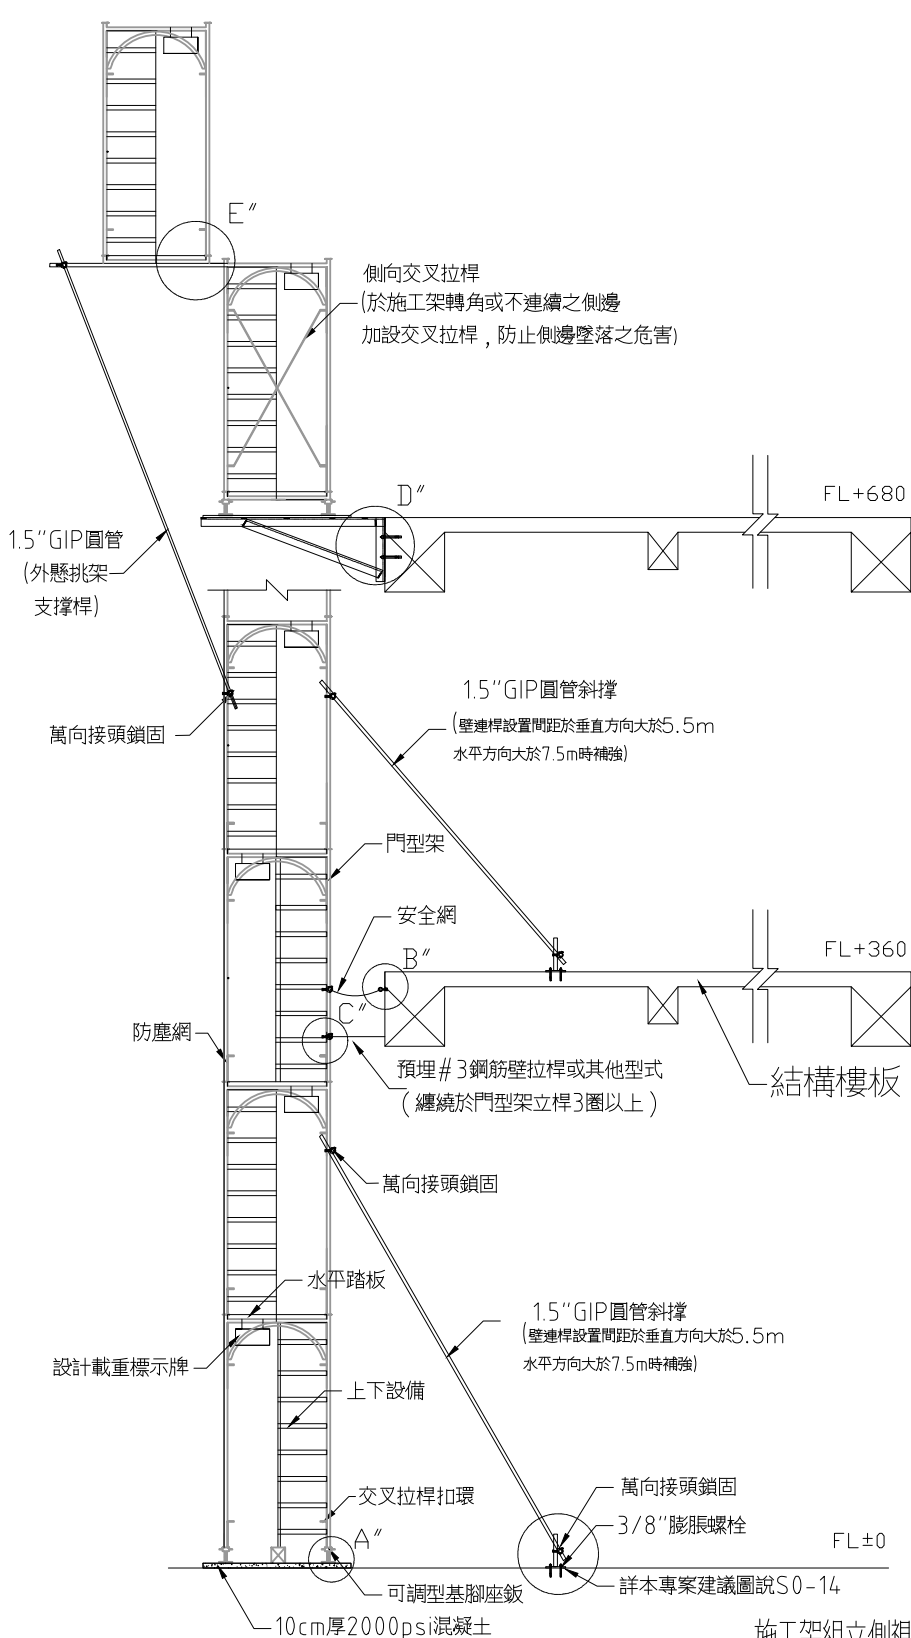 E"
側向交叉拉桿
(於施工架轉角或不連續之側邊
加設交叉拉桿，防止側邊墜落之危害)
D"
FL+680
1.5"GIP圓管
(外懸挑架
支撐桿)
1.5"GIP圓管斜撐
(壁連桿設置間距於垂直方向大於5.5m
水平方向大於7.5m時補強)
萬向接頭鎖固
門型架
安全網
B"
FL+360
C"
防塵網
預埋#3鋼筋壁拉桿或其他型式
(纏繞於門型架立桿3圈以上)
結構樓板
萬向接頭鎖固
水平踏板
1.5"GIP圓管斜撐
(壁連桿設置間距於垂直方向大於5.5m
水平方向大於7.5m時補強)
設計載重標示牌
上下設備
萬向接頭鎖固
交叉拉桿扣環
3/8"膨脹螺栓
A"
FL±0
詳本專案建議圖說S0-14
可調型基腳座鈑
10cm厚2000psi混凝土
施工架組立側視